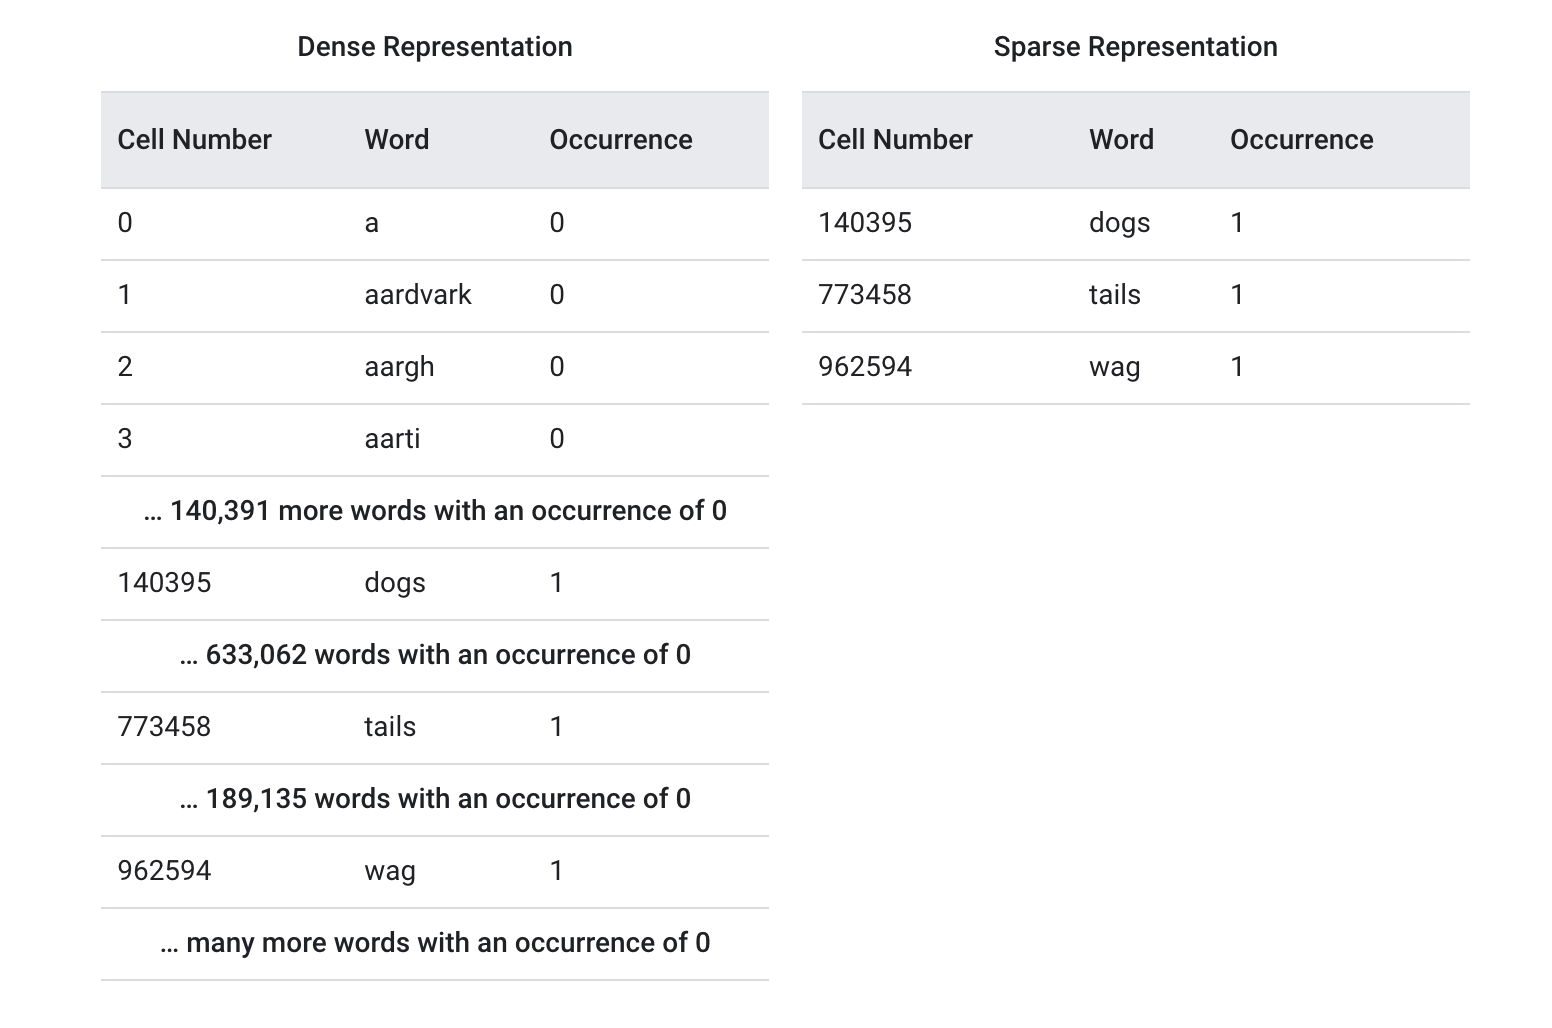 Dense Representation
Cell Number Word Occurrence
0 a 0
1 aardvark 0
2 aargh 0
3 aarti 0
... 140,391 more words with an occurrence of 0
140395 dogs 1
... 633,062 words with an occurrence of 0
773458 tails 1
... 189,135 words with an occurrence of 0
962594 wag 1
... many more words with an occurrence of 0
Sparse Representation
Cell Number Word Occurrence
140395 dogs 1
773458 tails 1
962594 wag 1